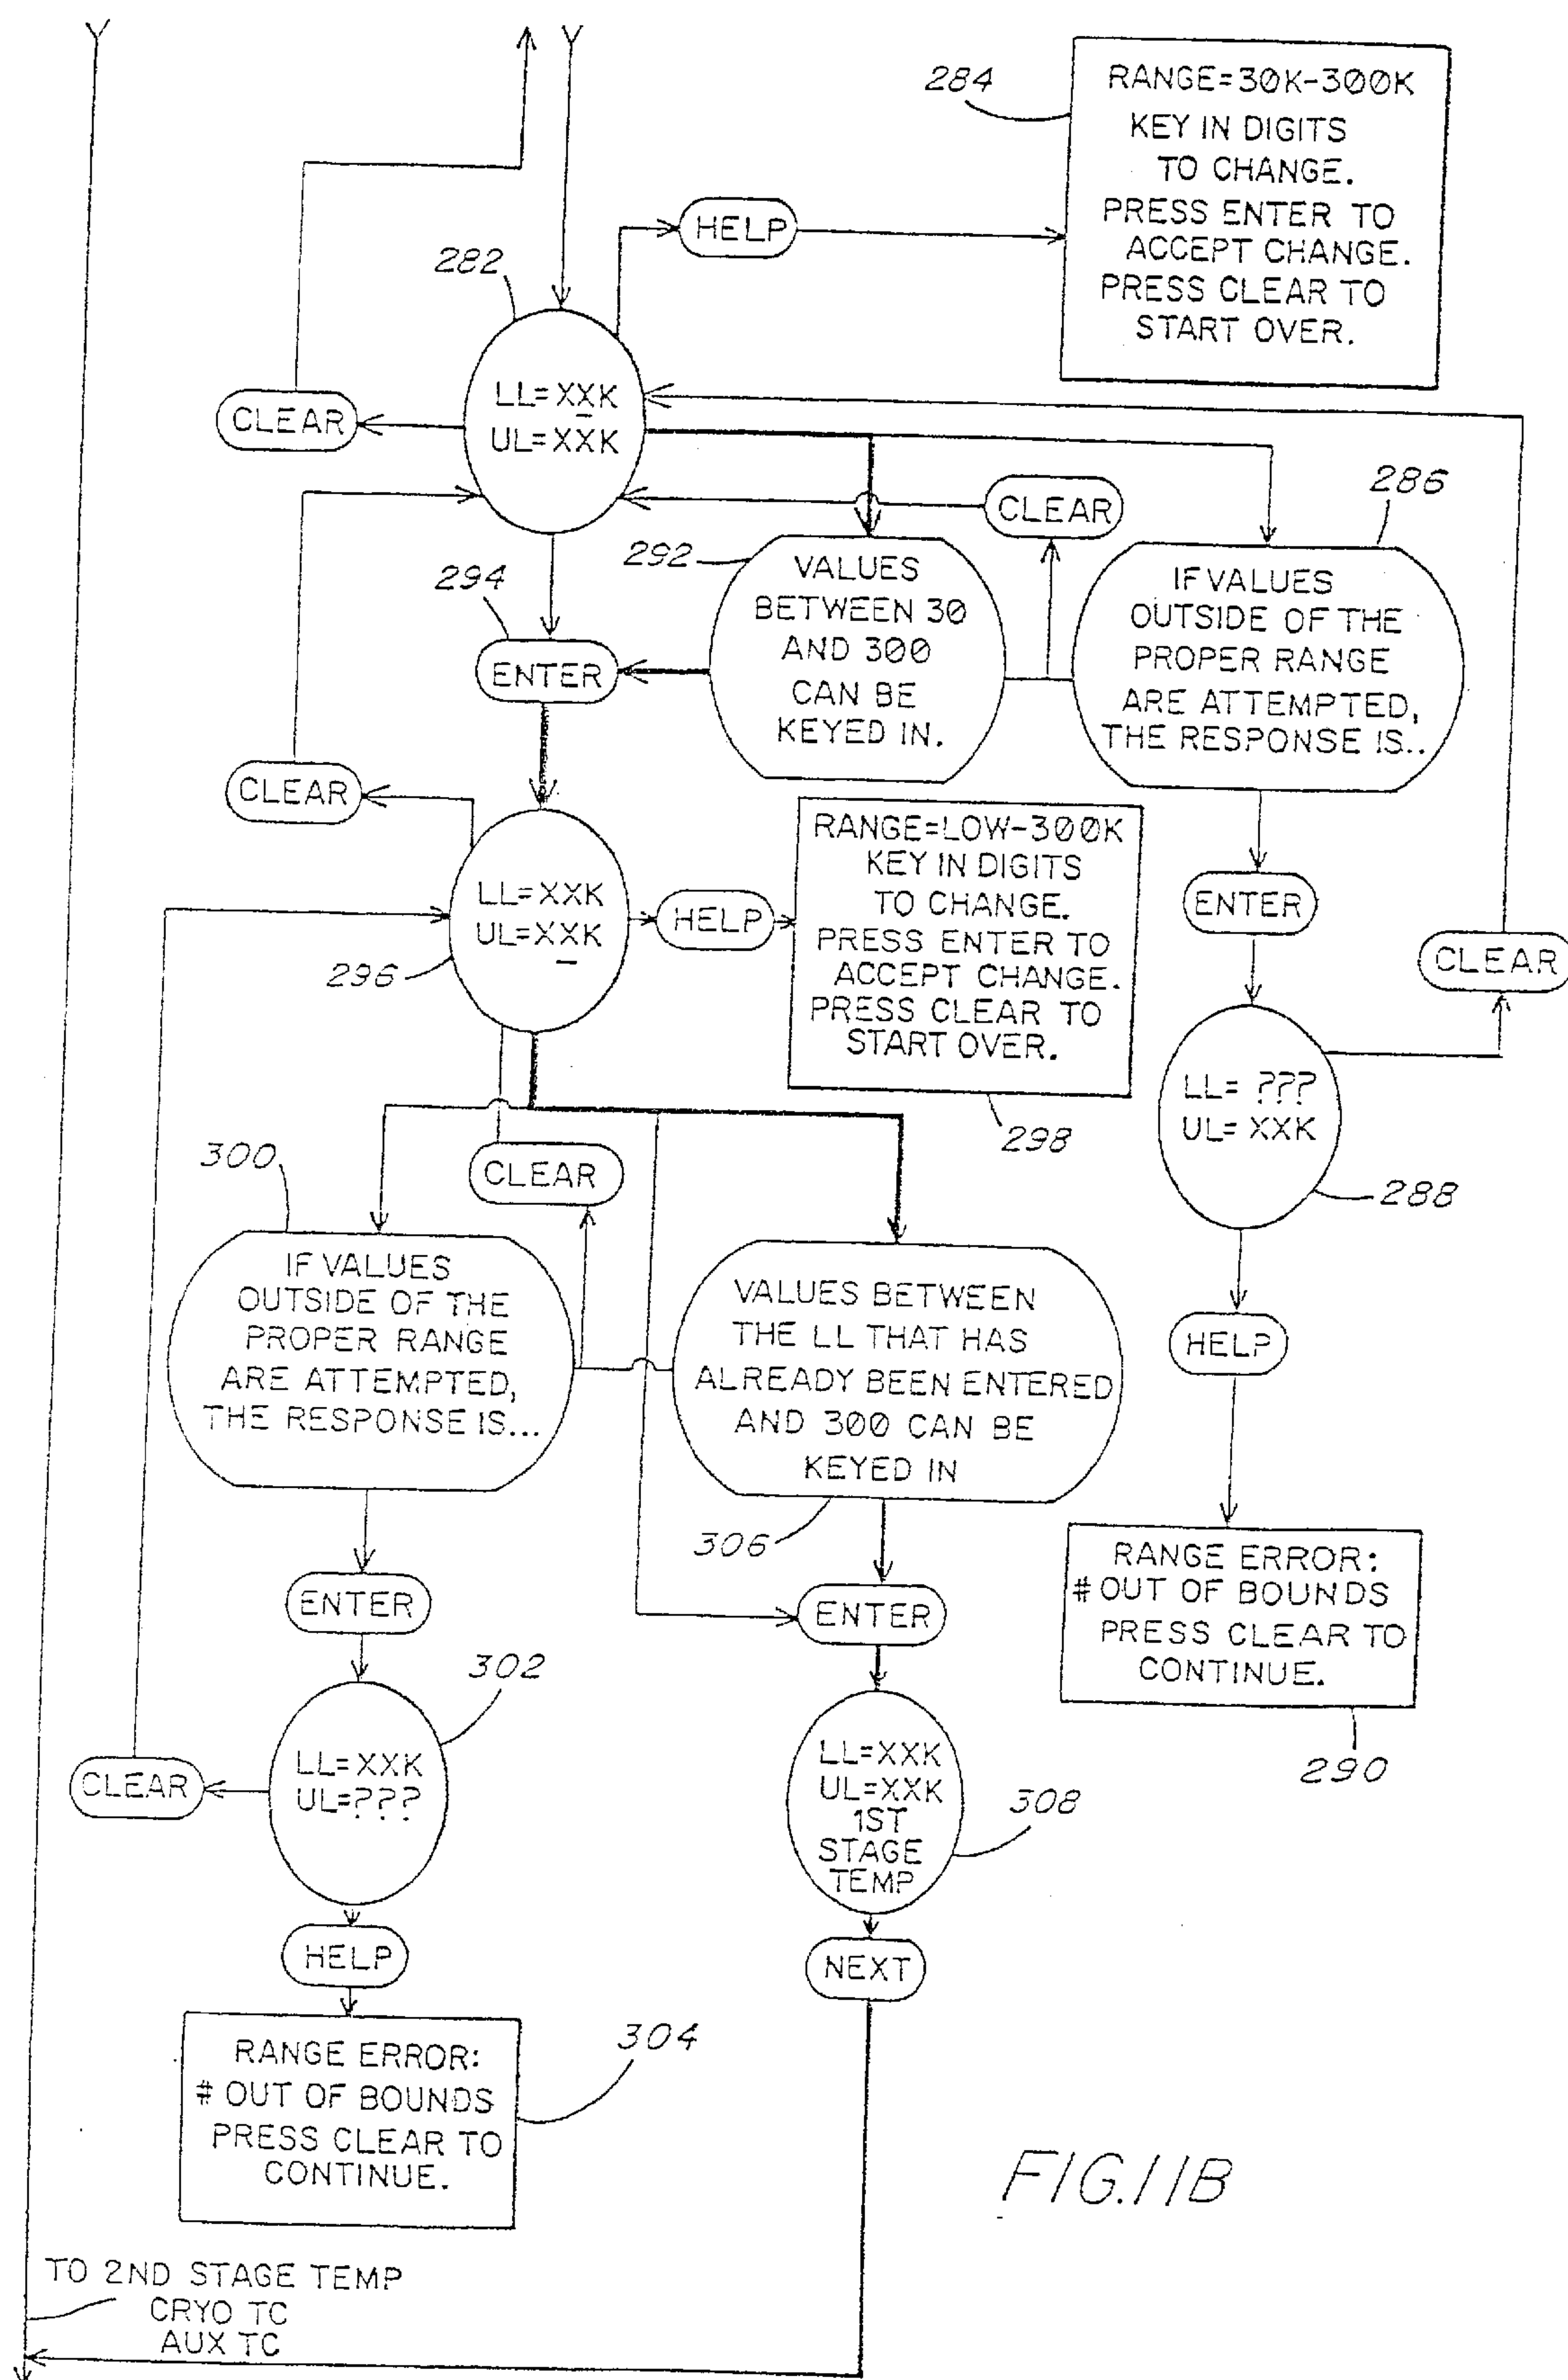 284
RANGE=30K-300K
KEY IN DIGITS
TO CHANGE.
PRESS ENTER TO
ACCEPT CHANGE.
PRESS CLEAR TO
START OVER.
HELP
282
LL=XXK
UL=XXK
CLEAR
CLEAR
286
292
VALUES
BETWEEN 30
AND 300
CAN BE
KEYED IN.
IF VALUES
OUTSIDE OF THE
PROPER RANGE
ARE ATTEMPTED,
THE RESPONSE IS..
294
ENTER
CLEAR
LL=XXK
UL=XXK
296
HELP
RANGE=LOW-300K
KEY IN DIGITS
TO CHANGE.
PRESS ENTER TO
ACCEPT CHANGE.
PRESS CLEAR TO
START OVER.
298
ENTER
CLEAR
LL= ???
UL= XXK
288
HELP
RANGE ERROR:
# OUT OF BOUNDS
PRESS CLEAR TO
CONTINUE.
290
300
CLEAR
IF VALUES
OUTSIDE OF THE
PROPER RANGE
ARE ATTEMPTED,
THE RESPONSE IS...
VALUES BETWEEN
THE LL THAT HAS
ALREADY BEEN ENTERED
AND 300 CAN BE
KEYED IN
306
ENTER
ENTER
302
LL=XXK
UL=???
CLEAR
LL=XXK
UL=XXK
1ST
STAGE
TEMP
308
HELP
NEXT
RANGE ERROR:
# OUT OF BOUNDS
PRESS CLEAR TO
CONTINUE.
304
FIG.11B
TO 2ND STAGE TEMP
CRYO TC
AUX TC